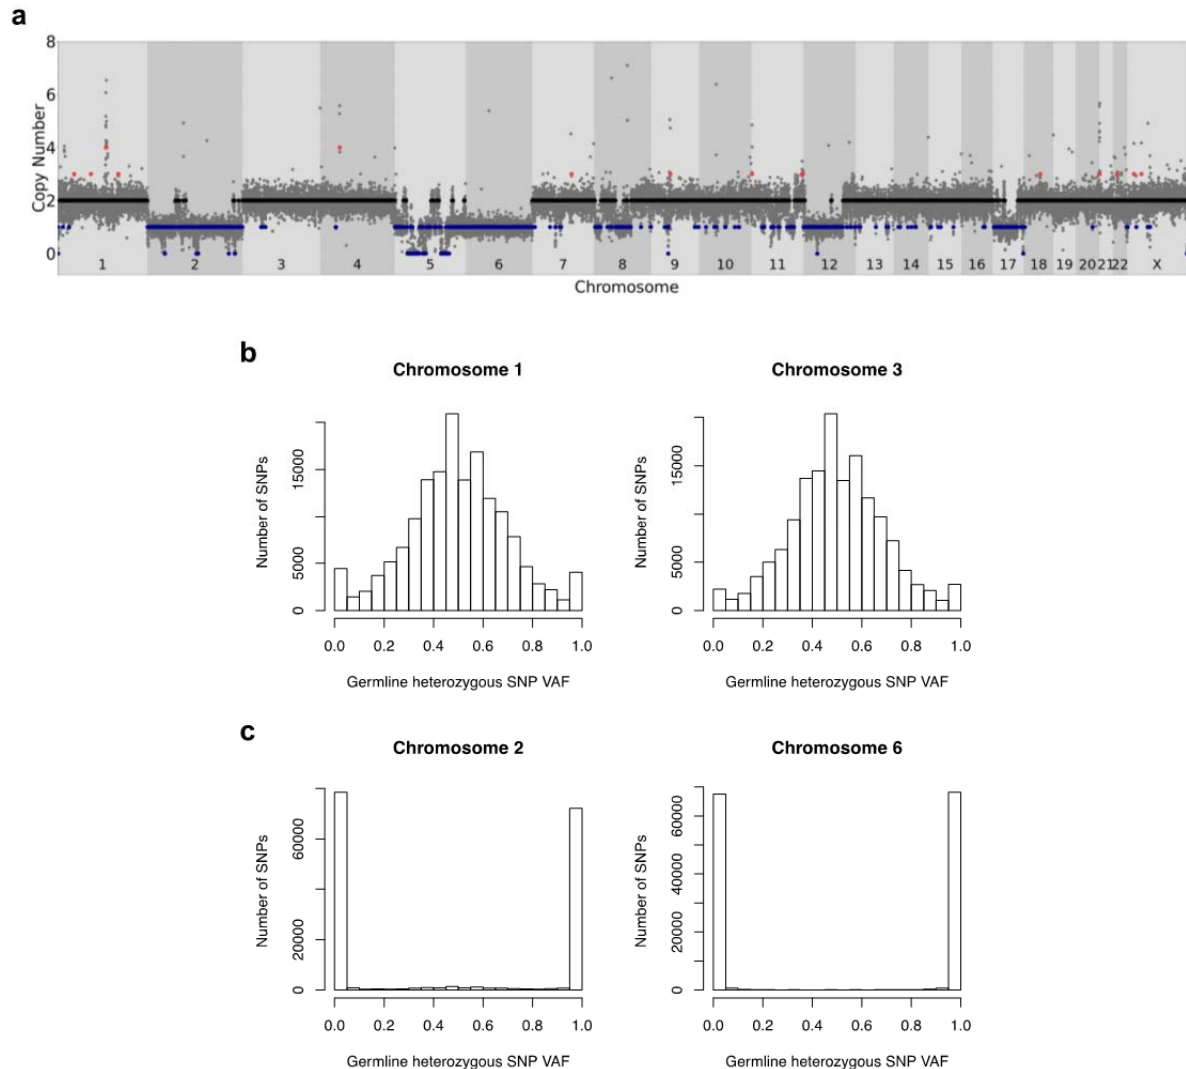 a
8
6
4
2
0
Copy Number
1 2 3 4 5 6 7 8 9 10 11 12 13 14 15 16 17 18 19 20 21 22 X
Chromosome
b
Chromosome 1
Number of SNPs
15000
5000
0
0.0 0.2 0.4 0.6 0.8 1.0
Germline heterozygous SNP VAF
Chromosome 3
Number of SNPs
15000
5000
0
0.0 0.2 0.4 0.6 0.8 1.0
Germline heterozygous SNP VAF
c
Chromosome 2
Number of SNPs
60000
20000
0
0.0 0.2 0.4 0.6 0.8 1.0
Germline heterozygous SNP VAF
Chromosome 6
Number of SNPs
60000
40000
20000
0
0.0 0.2 0.4 0.6 0.8 1.0
Germline heterozygous SNP VAF